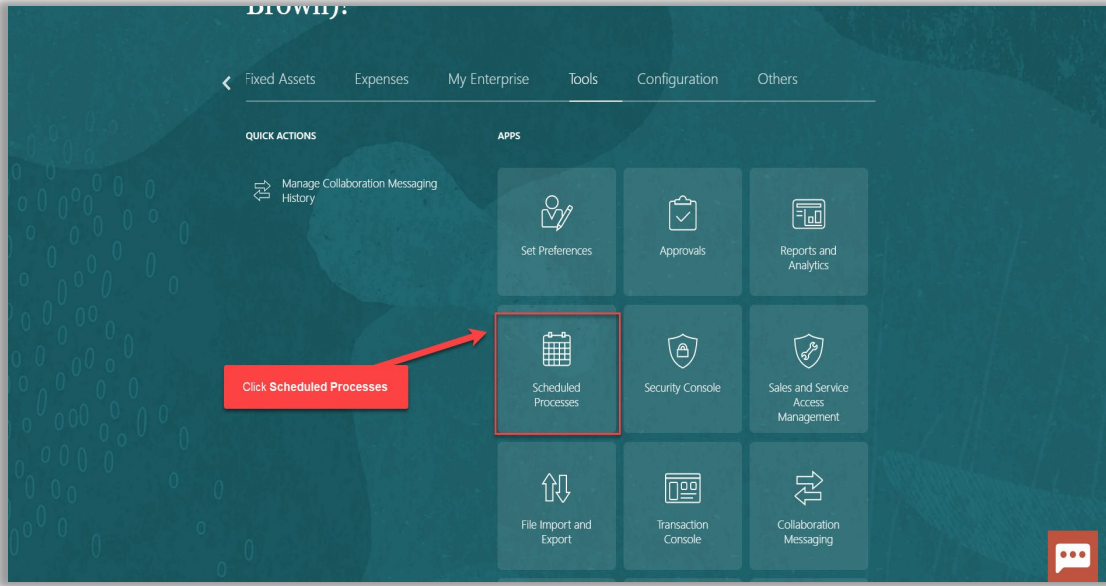 Brown)!
Fixed Assets Expenses My Enterprise Tools Configuration Others
QUICK ACTIONS
APPS
Manage Collaboration Messaging
History
Set Preferences
Approvals
Reports and
Analytics
Click Scheduled Processes
Scheduled
Processes
Security Console
Sales and Service
Access
Management
File Import and
Export
Transaction
Console
Collaboration
Messaging